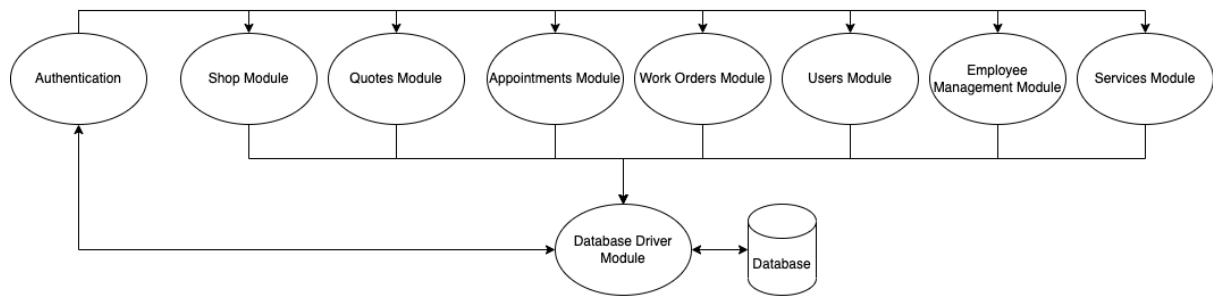 Authentication
Shop Module
Quotes Module
Appointments Module
Work Orders Module
Users Module
Employee
Management Module
Services Module
Database Driver
Module
Database